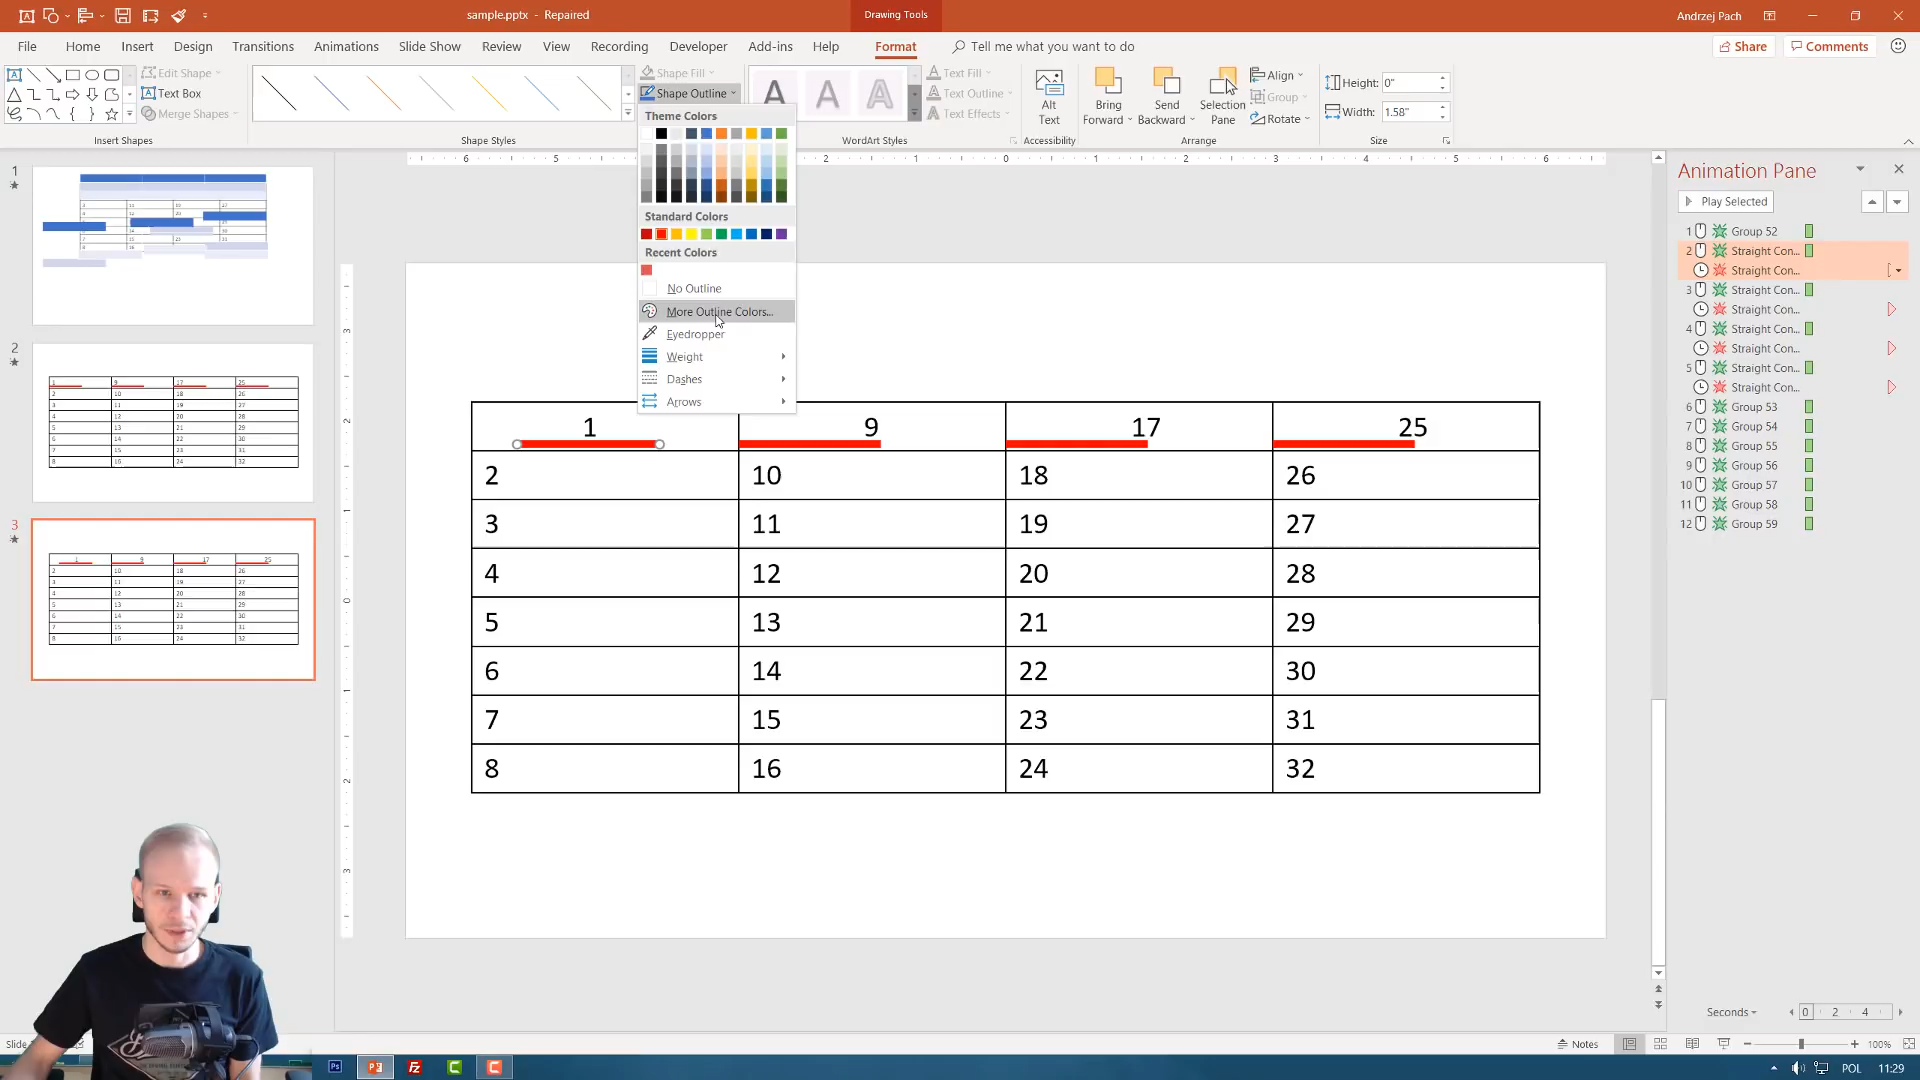 sample.pptx - Repaired
Drawing Tools
Andrzej Pach
File Home Insert Design Transitions Animations Slide Show Review View Recording Developer Add-ins Help Format Tell me what you want to do
Share Comments
Edit Shape
Text Box
Merge Shapes
Insert Shapes
Shape Styles
Shape Fill
Shape Outline
Theme Colors
Standard Colors
Recent Colors
No Outline
More Outline Colors...
Eyedropper
Weight
Dashes
Arrows
A A A
Text Fill
Text Outline
Text Effects
WordArt Styles
Alt Text
Accessibility
Bring Forward
Send Backward
Selection Pane
Align
Group
Rotate
Arrange
Height: 0"
Width: 1.58"
Size
1
2
3
1 9 17 25
2 10 18 26
3 11 19 27
4 12 20 28
5 13 21 29
6 14 22 30
7 15 23 31
8 16 24 32
Animation Pane
Play Selected
1 Group 52
2 Straight Con...
Straight Con...
3 Straight Con...
Straight Con...
4 Straight Con...
Straight Con...
5 Straight Con...
Straight Con...
6 Group 53
7 Group 54
8 Group 55
9 Group 56
10 Group 57
11 Group 58
12 Group 59
Seconds 0 2 4
Slide
Notes
100%
Ps
POL 11:29